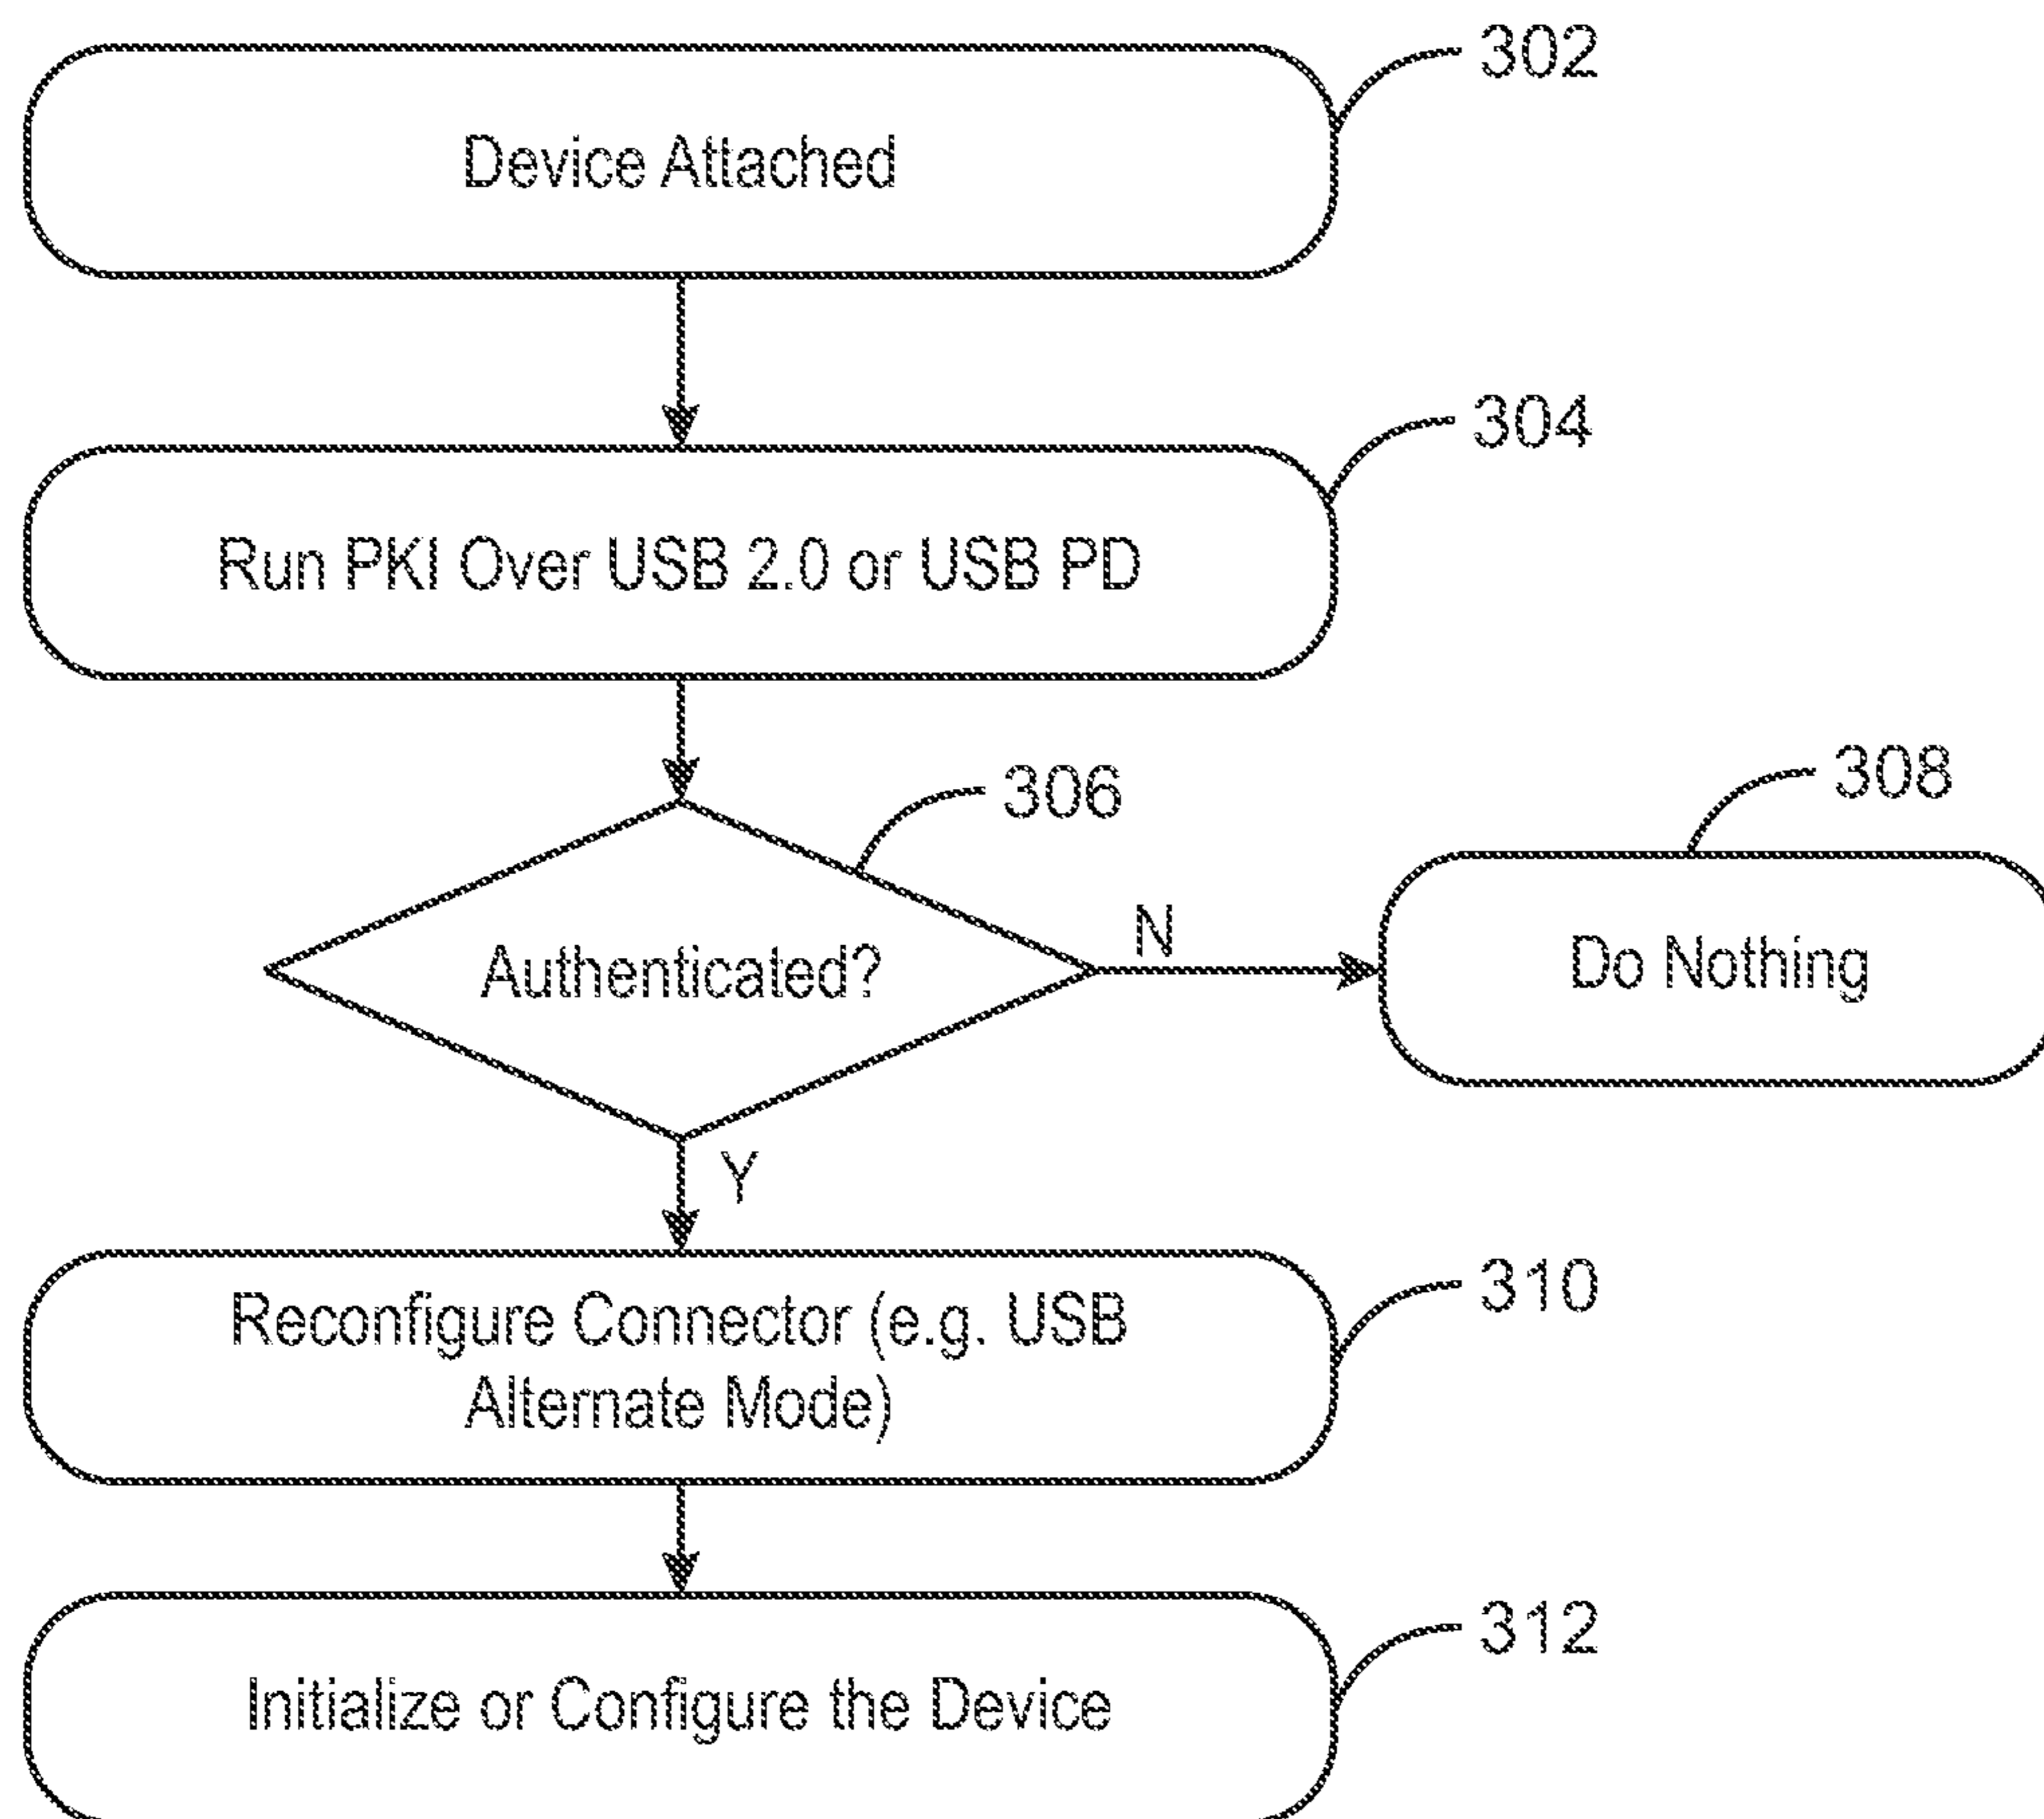 302
Device Attached
304
Run PKI Over USB 2.0 or USB PD
306
308
Authenticated?
N
Do Nothing
Y
310
Reconfigure Connector (e.g. USB
Alternate Mode)
312
Initialize or Configure the Device